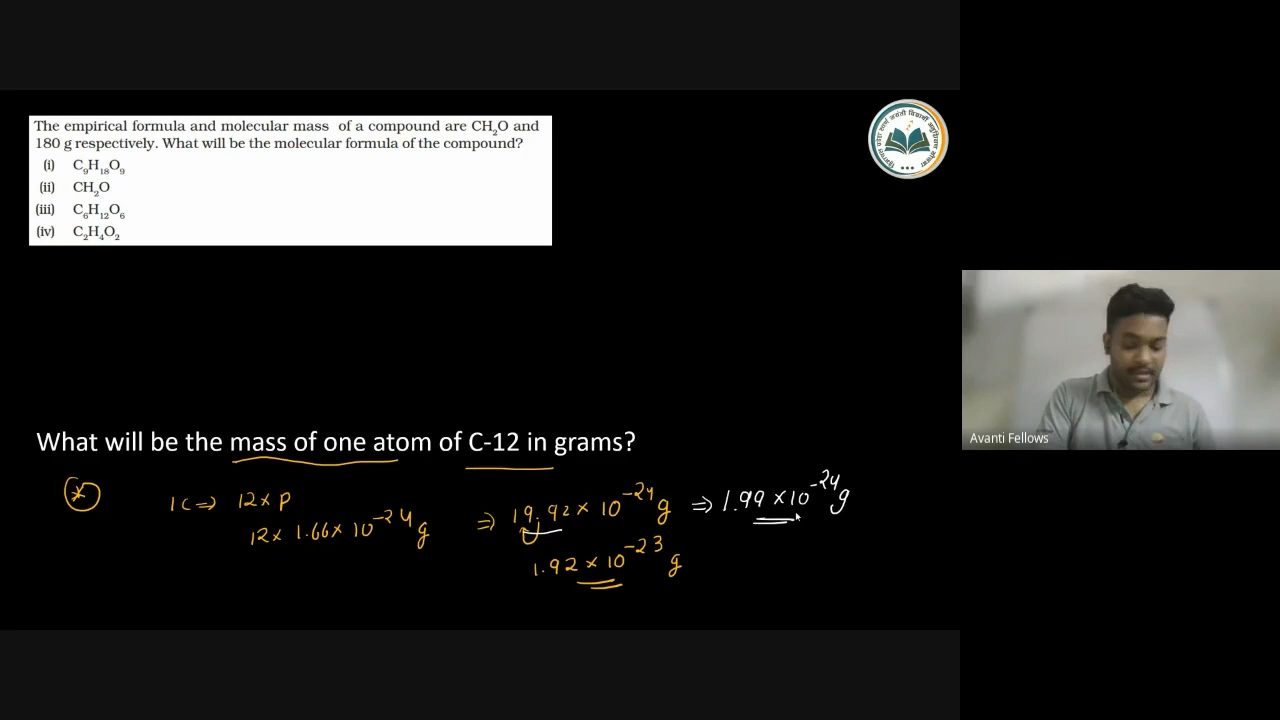 The empirical formula and molecular mass of a compound are CH₂O and
180 g respectively. What will be the molecular formula of the compound?
(i) C₉H₁₈O₉
(ii) CH₂O
(iii) C₆H₁₂O₆
(iv) C₂H₄O₂
Avanti Fellows
What will be the mass of one atom of C-12 in grams?
1C ⇒ 12 × P
12 × 1.66 × 10⁻²⁴ g
⇒ 19.92 × 10⁻²⁴ g
1.92 × 10⁻²³ g
⇒ 1.99 × 10⁻²⁴ g